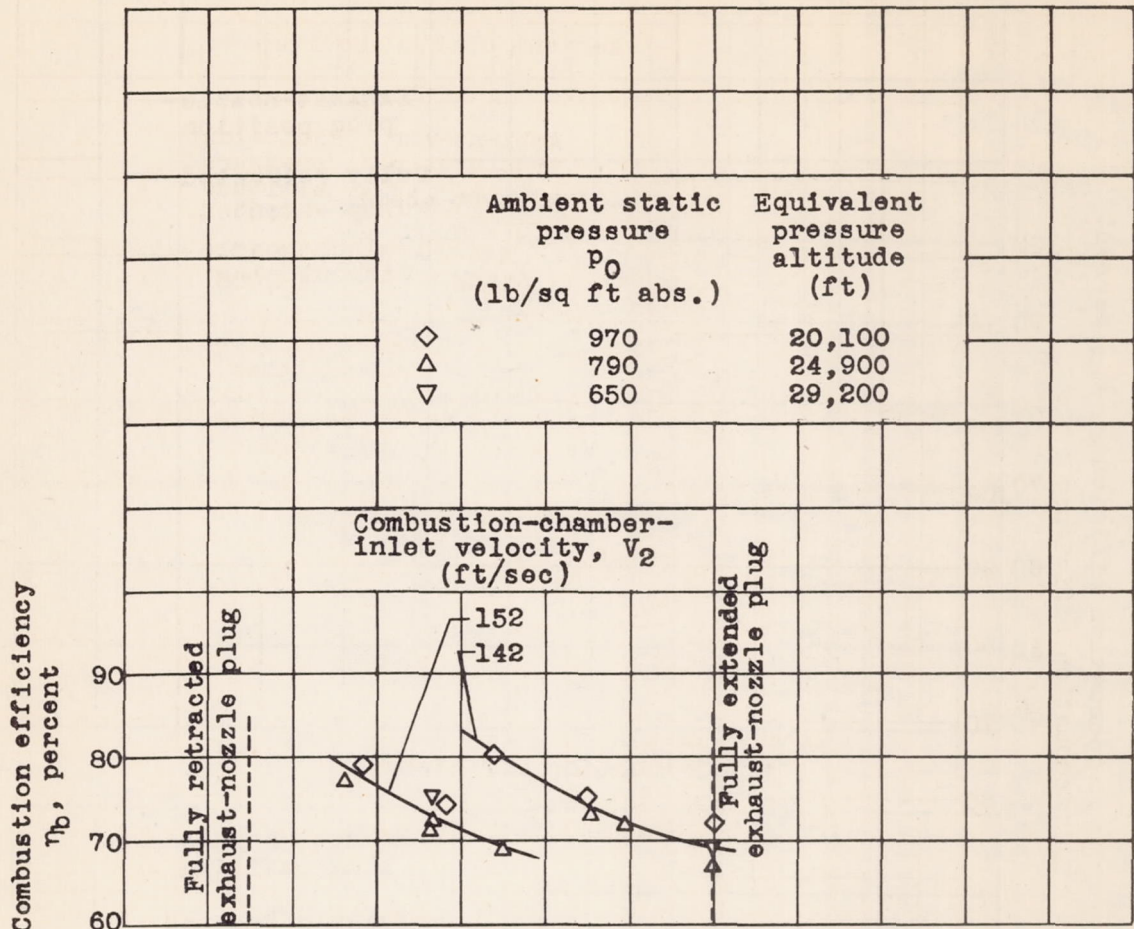 Ambient static pressure p0 (lb/sq ft abs.)
Equivalent pressure altitude (ft)
◇ 970 20,100
△ 790 24,900
▽ 650 29,200
Combustion-chamber-
inlet velocity, V2
(ft/sec)
152
142
Fully retracted
exhaust-nozzle plug
Fully extended
exhaust-nozzle plug
Combustion efficiency
ηb, percent
90
80
70
60